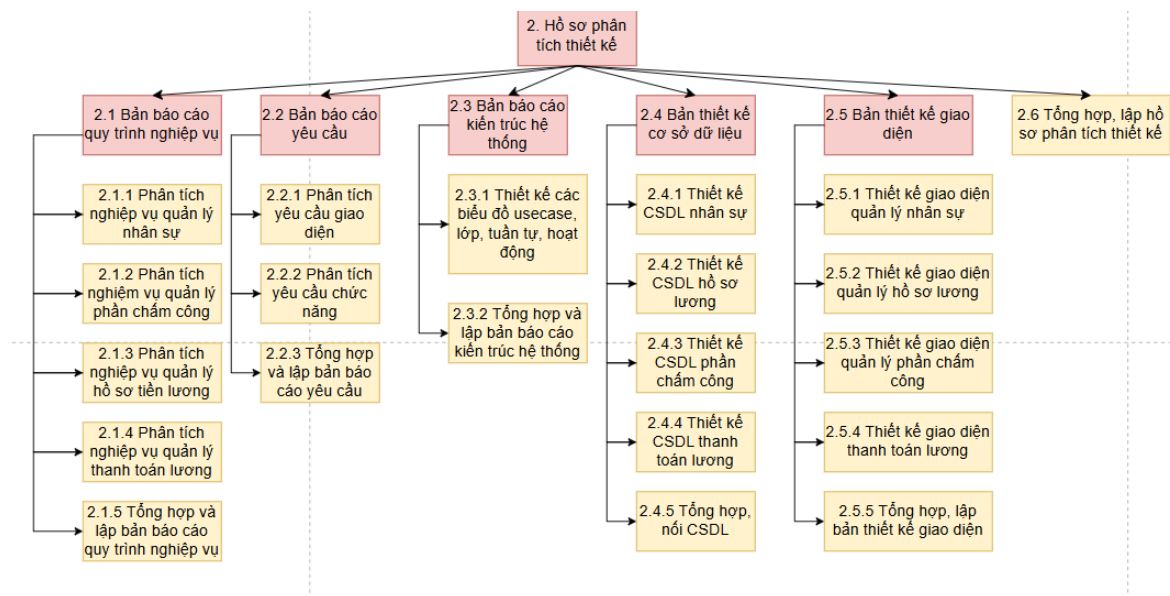 2. Hồ sơ phân
tích thiết kế
2.1 Bản báo cáo
quy trình nghiệp vụ
2.2 Bản báo cáo
yêu cầu
2.3 Bản báo cáo
kiến trúc hệ
thống
2.4 Bản thiết kế
cơ sở dữ liệu
2.5 Bản thiết kế giao
diện
2.6 Tổng hợp, lập hồ
sơ phân tích thiết kế
2.1.1 Phân tích
nghiệp vụ quản lý
nhân sự
2.1.2 Phân tích
nghiệm vụ quản lý
phần chấm công
2.1.3 Phân tích
nghiệp vụ quản lý
hồ sơ tiền lương
2.1.4 Phân tích
nghiệp vụ quản lý
thanh toán lương
2.1.5 Tổng hợp và
lập bản báo cáo
quy trình nghiệp vụ
2.2.1 Phân tích
yêu cầu giao
diện
2.2.2 Phân tích
yêu cầu chức
năng
2.2.3 Tổng hợp
và lập bản báo
cáo yêu cầu
2.3.1 Thiết kế các
biểu đồ usecase,
lớp, tuần tự, hoạt
động
2.3.2 Tổng hợp và
lập bản báo cáo
kiến trúc hệ thống
2.4.1 Thiết kế
CSDL nhân sự
2.4.2 Thiết kế
CSDL hồ sơ
lương
2.4.3 Thiết kế
CSDL phần
chấm công
2.4.4 Thiết kế
CSDL thanh
toán lương
2.4.5 Tổng hợp,
nối CSDL
2.5.1 Thiết kế giao diện
quản lý nhân sự
2.5.2 Thiết kế giao diện
quản lý hồ sơ lương
2.5.3 Thiết kế giao diện
quản lý phần chấm
công
2.5.4 Thiết kế giao diện
thanh toán lương
2.5.5 Tổng hợp, lập
bản thiết kế giao diện